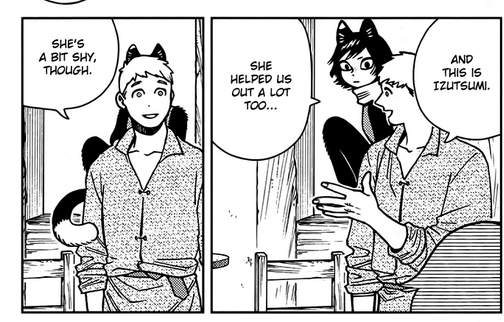 AND
THIS IS
IZUTSUMI.
SHE
HELPED US
OUT A LOT
TOO...
SHE'S
A BIT SHY,
THOUGH.